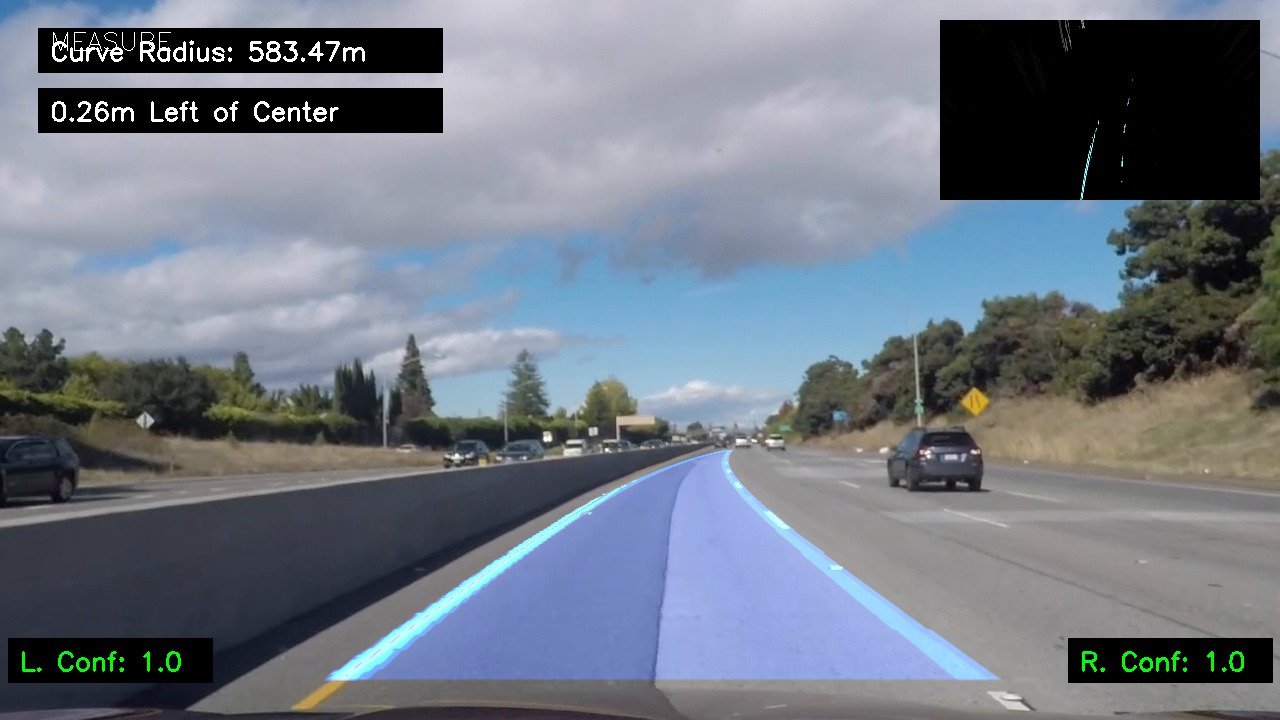 MEASURE
Curve Radius: 583.47m
0.26m Left of Center
L. Conf: 1.0
R. Conf: 1.0